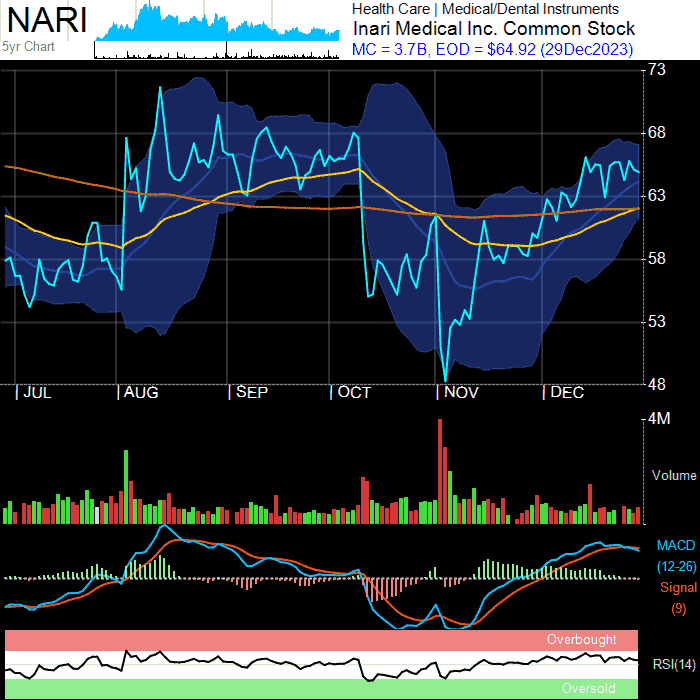 NARI
5yr Chart
Health Care | Medical/Dental Instruments
Inari Medical Inc. Common Stock
MC = 3.7B, EOD = $64.92 (29Dec2023)
73
68
63
58
53
48
| JUL | AUG | SEP | OCT | NOV | DEC
4M
Volume
MACD
(12-26)
Signal
(9)
Overbought
RSI(14)
Oversold